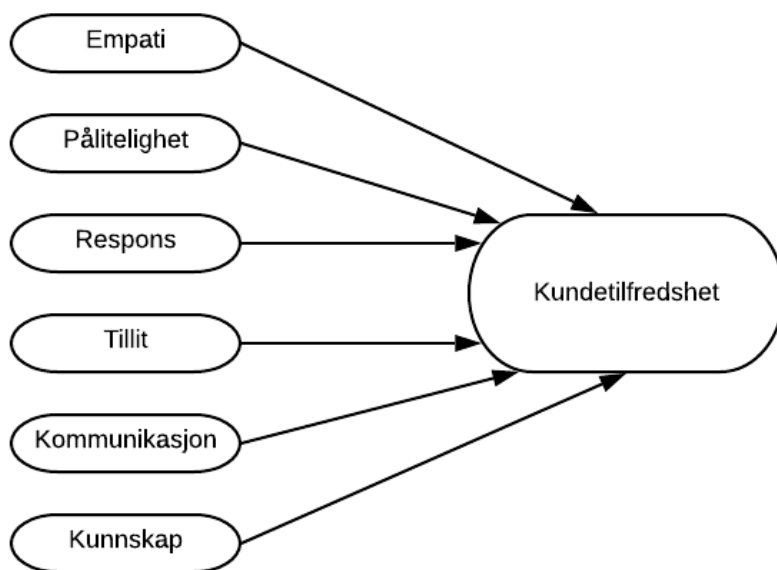 Empati
Pålitelighet
Respons
Tillit
Kommunikasjon
Kunnskap
Kundetilfredshet